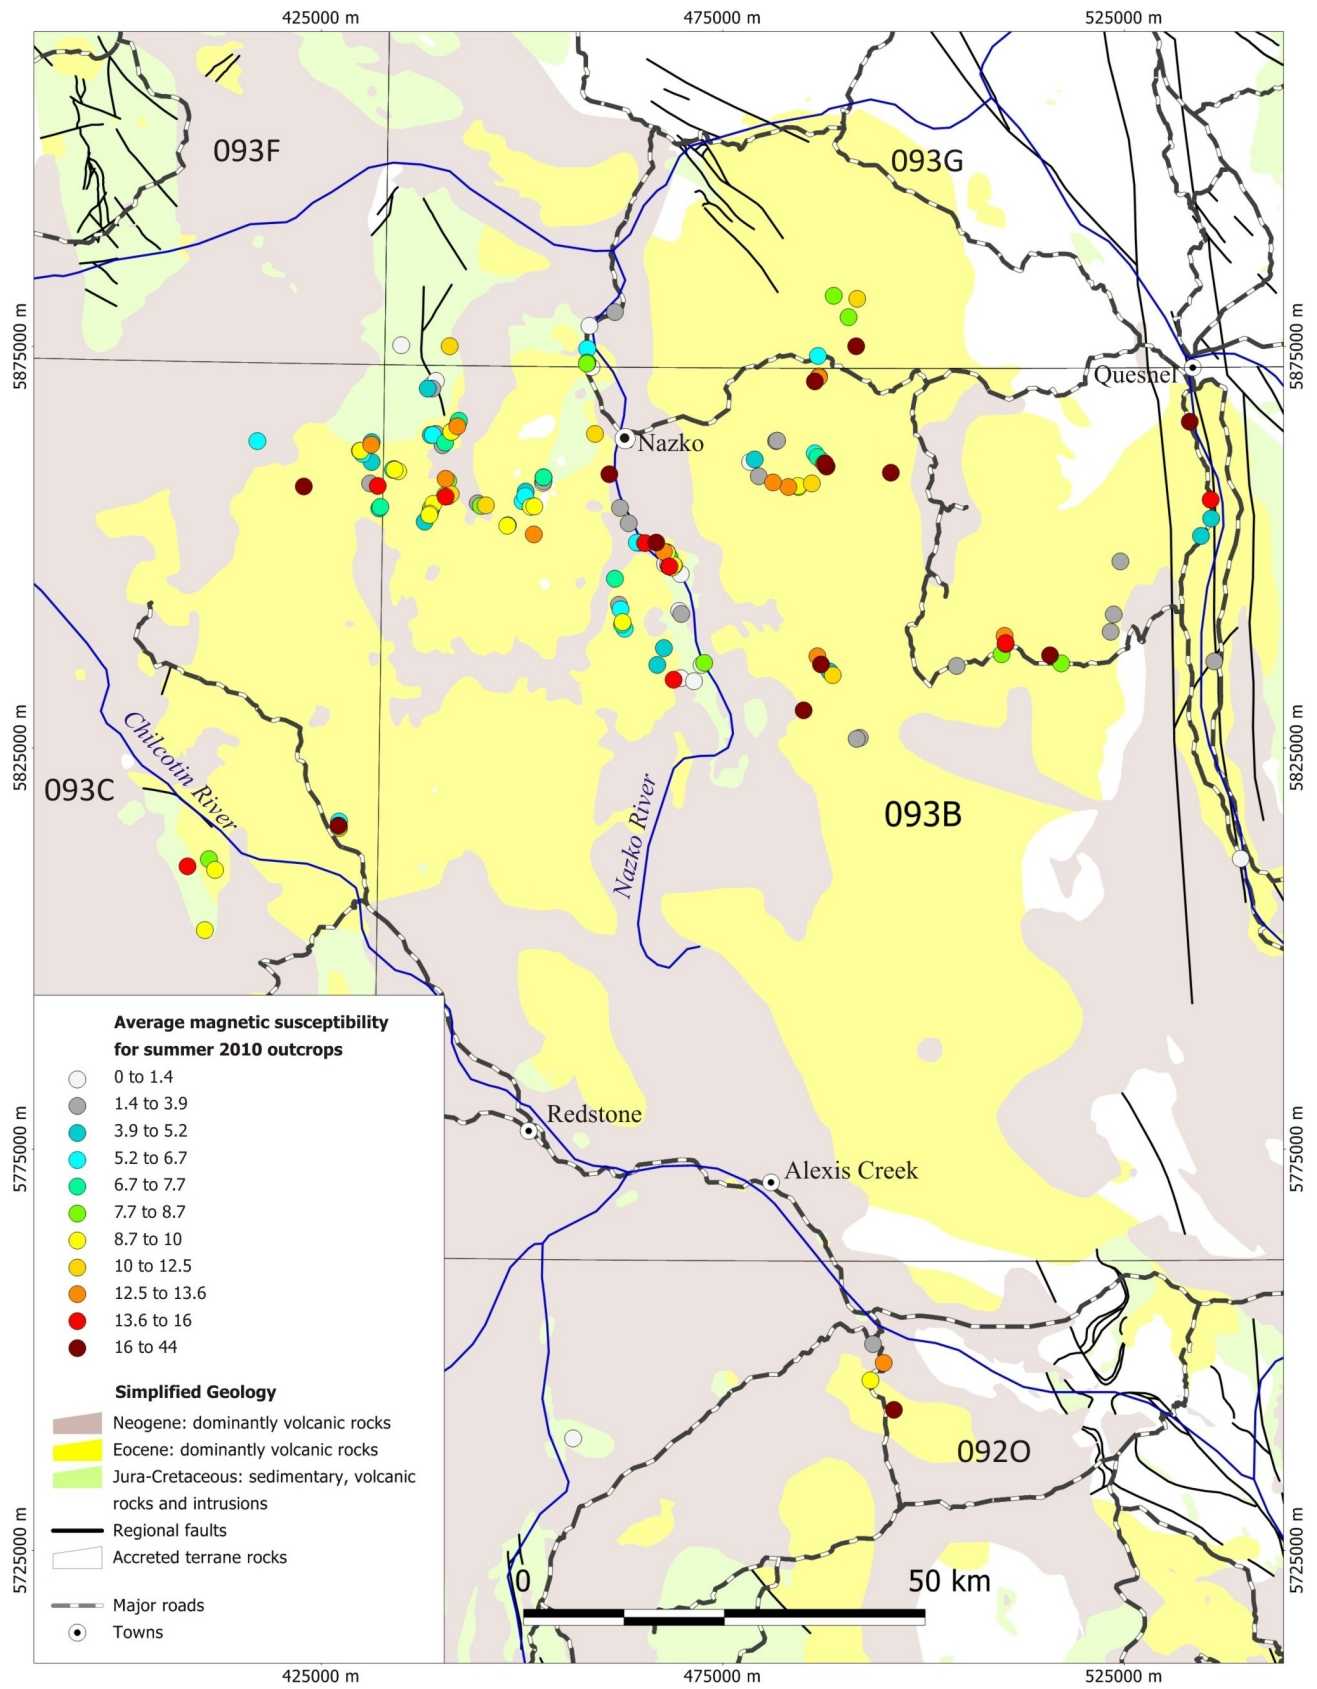 425000 m
475000 m
525000 m
093F
093G
5875000 m
5875000 m
Queshel
Nazko
Chilcotin River
5825000 m
5825000 m
093C
Nazko River
093B
Average magnetic susceptibility
for summer 2010 outcrops
0 to 1.4
1.4 to 3.9
3.9 to 5.2
5.2 to 6.7
6.7 to 7.7
7.7 to 8.7
8.7 to 10
10 to 12.5
12.5 to 13.6
13.6 to 16
16 to 44
Redstone
Alexis Creek
5775000 m
5775000 m
Simplified Geology
Neogene: dominantly volcanic rocks
Eocene: dominantly volcanic rocks
Jura-Cretaceous: sedimentary, volcanic
rocks and intrusions
Regional faults
Accreted terrane rocks
Major roads
Towns
092O
5725000 m
5725000 m
0
50 km
425000 m
475000 m
525000 m